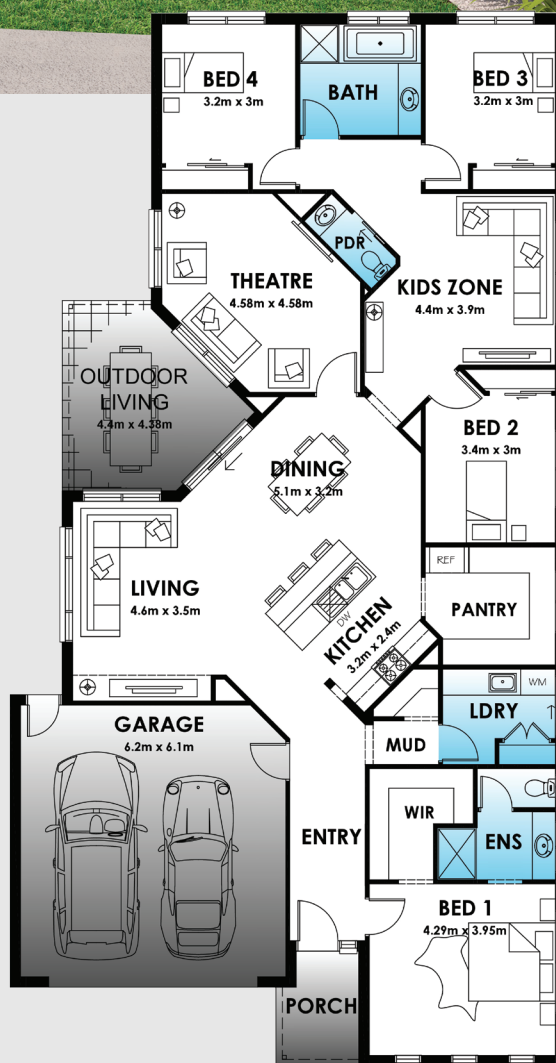 BED 4
3.2m x 3m
BATH
BED 3
3.2m x 3m
PDR
THEATRE
4.58m x 4.58m
KIDS ZONE
4.4m x 3.9m
OUTDOOR
LIVING
4.4m x 4.38m
BED 2
3.4m x 3m
DINING
5.1m x 3.2m
REF
LIVING
4.6m x 3.5m
PANTRY
DW
KITCHEN
3.2m x 2.4m
WM
LDRY
GARAGE
6.2m x 6.1m
MUD
WIR
ENTRY
ENS
BED 1
4.29m x 3.95m
PORCH